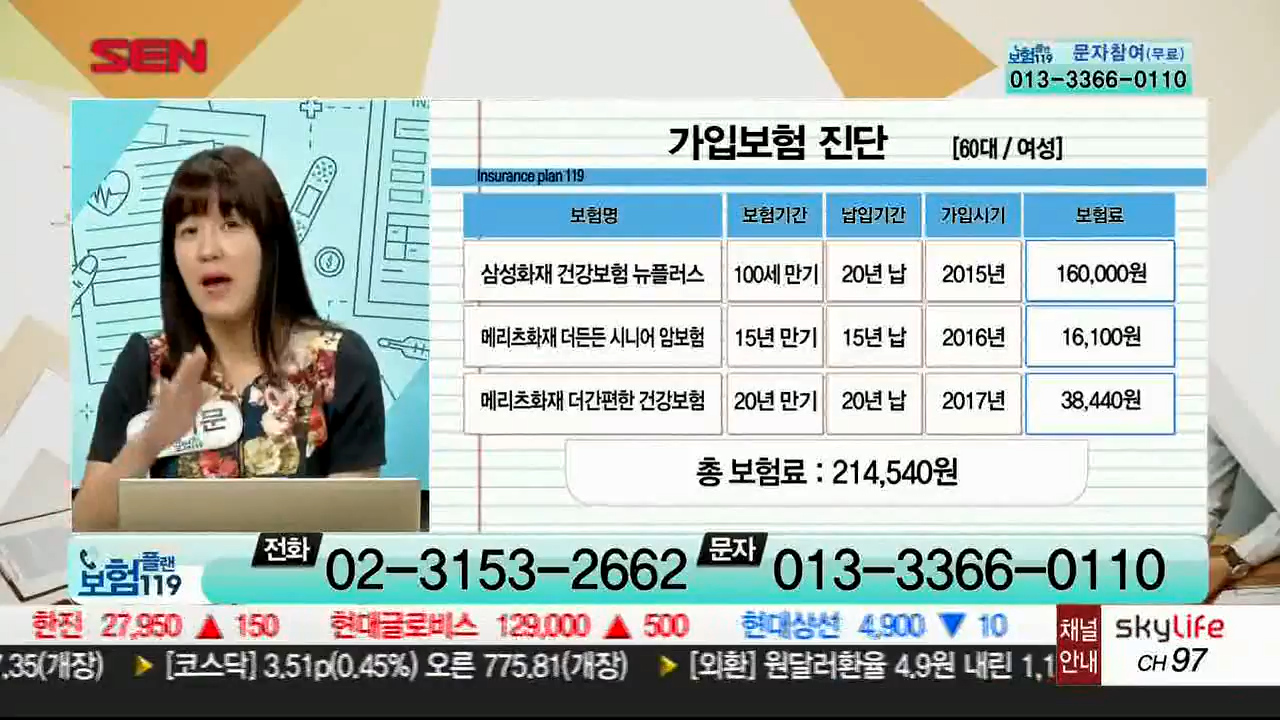 SEN
보험플랜119 문자참여(무료)
013-3366-0110
가입보험 진단 [60대 / 여성]
Insurance plan 119
보험명 보험기간 납입기간 가입시기 보험료
삼성화재 건강보험 뉴플러스 100세 만기 20년 납 2015년 160,000원
메리츠화재 더든든 시니어 암보험 15년 만기 15년 납 2016년 16,100원
메리츠화재 더간편한 건강보험 20년 만기 20년 납 2017년 38,440원
총 보험료 : 214,540원
문
보험플랜119 전화 02-3153-2662 문자 013-3366-0110
한진 27,950 ▲ 150 현대글로비스 129,000 ▲ 500 현대상선 4,900 ▼ 10
7.35(개장) [코스닥] 3.51p(0.45%) 오른 775.81(개장) [외환] 원달러환율 4.9원 내린 1,1
채널안내 skylife CH 97